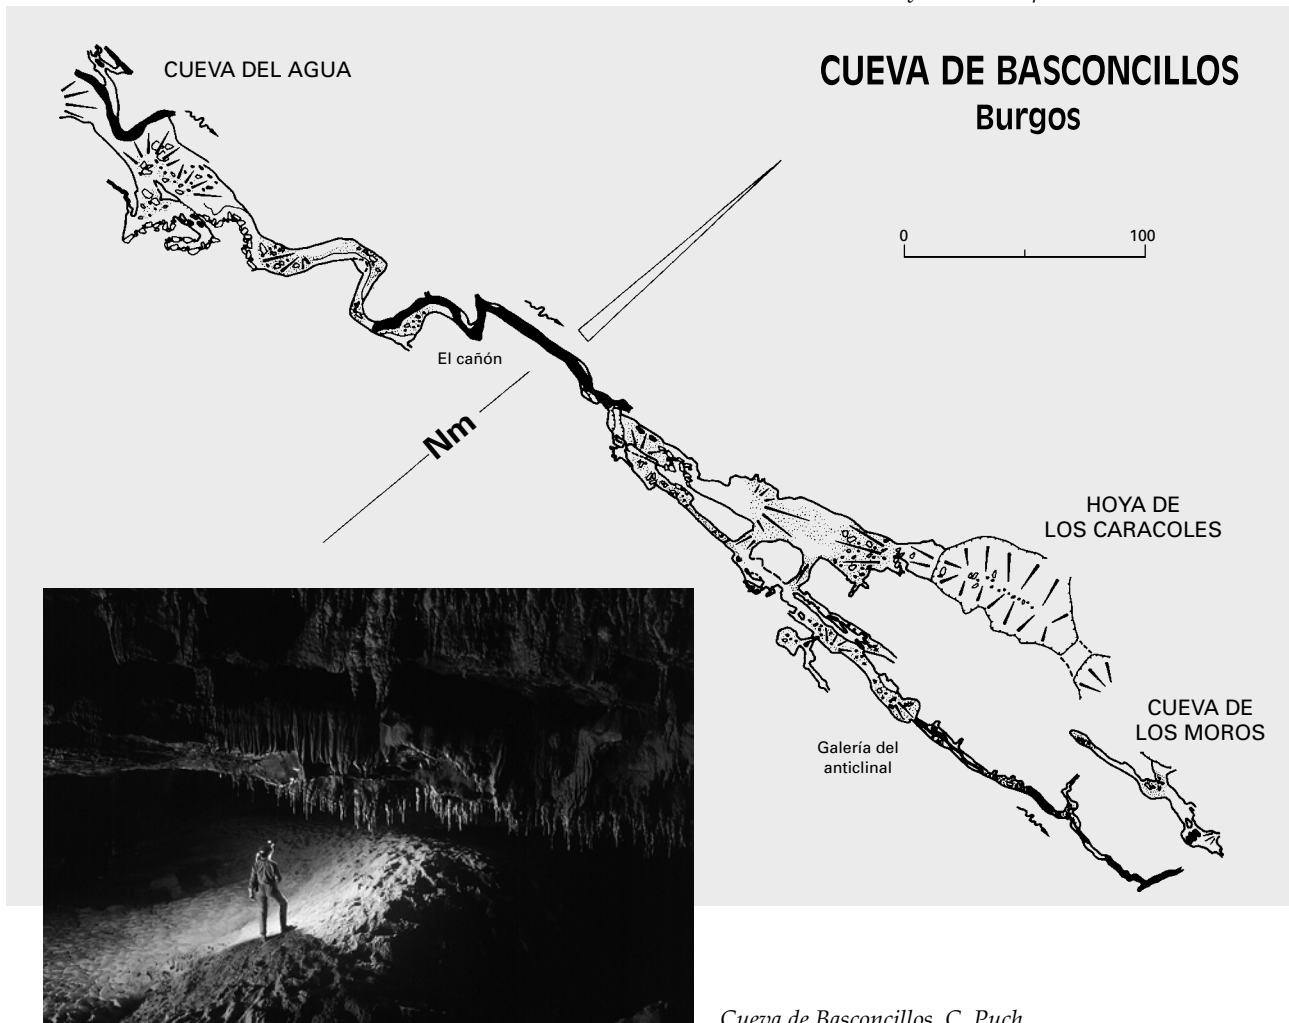 CUEVA DEL AGUA
CUEVA DE BASCONCILLOS
Burgos
0 100
El cañón
Nm
HOYA DE
LOS CARACOLES
CUEVA DE
LOS MOROS
Galería del
anticlinal
Cueva de Basconcillos. C. Puch